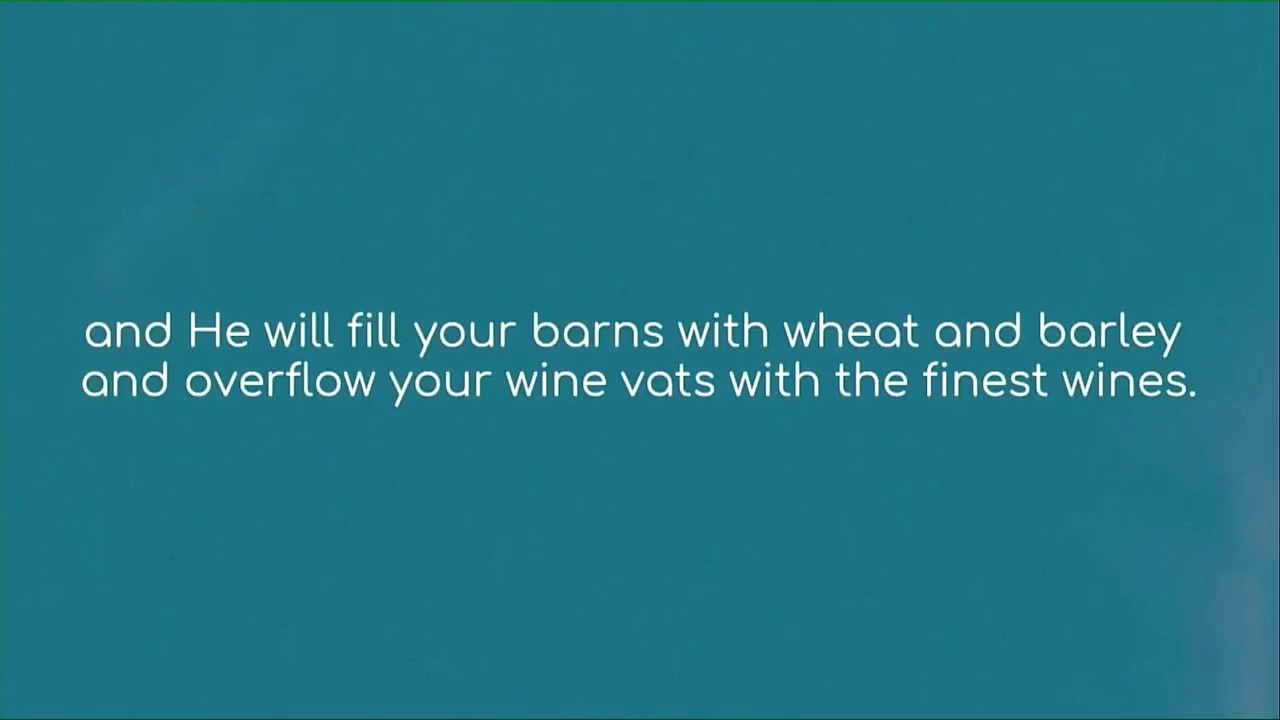 and He will fill your barns with wheat and barley
and overflow your wine vats with the finest wines.